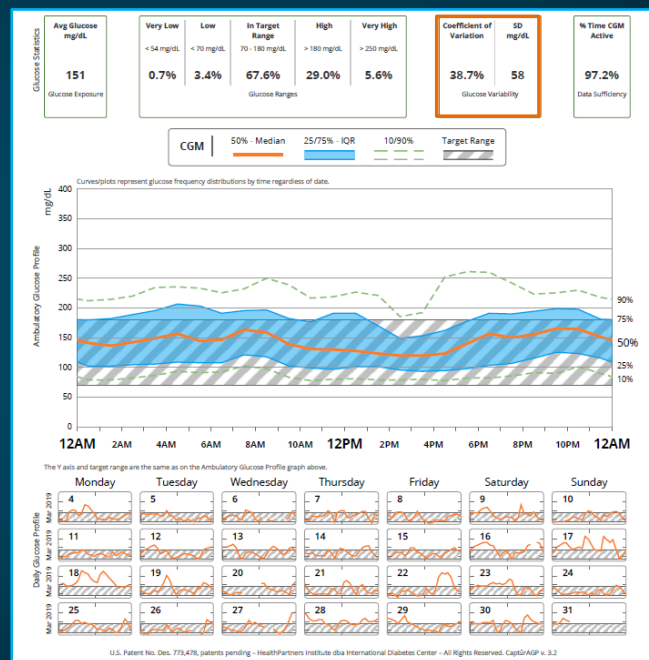 Glucose Statistics
Avg Glucose
mg/dL
151
Glucose Exposure
Very Low
Low
In Target
Range
High
Very High
< 54 mg/dL
< 70 mg/dL
70 - 180 mg/dL
> 180 mg/dL
> 250 mg/dL
0.7%
3.4%
67.6%
29.0%
5.6%
Glucose Ranges
Coefficient of
Variation
SD
mg/dL
38.7%
58
Glucose Variability
% Time CGM
Active
97.2%
Data Sufficiency
CGM
50% - Median
25/75% - IQR
10/90%
Target Range
Curves/plots represent glucose frequency distributions by time regardless of date.
Ambulatory Glucose Profile
mg/dL
400
350
300
250
200
150
100
50
0
90%
75%
50%
25%
10%
12AM 2AM 4AM 6AM 8AM 10AM 12PM 2PM 4PM 6PM 8PM 10PM 12AM
The Y axis and target range are the same as on the Ambulatory Glucose Profile graph above.
Daily Glucose Profile
Monday Tuesday Wednesday Thursday Friday Saturday Sunday
Mar 2019
4 5 6 7 8 9 10
Mar 2019
11 12 13 14 15 16 17
Mar 2019
18 19 20 21 22 23 24
Mar 2019
25 26 27 28 29 30 31
U.S. Patent No. Des. 773,478, patents pending – HealthPartners Institute dba International Diabetes Center – All Rights Reserved. CapturAGP v. 3.2